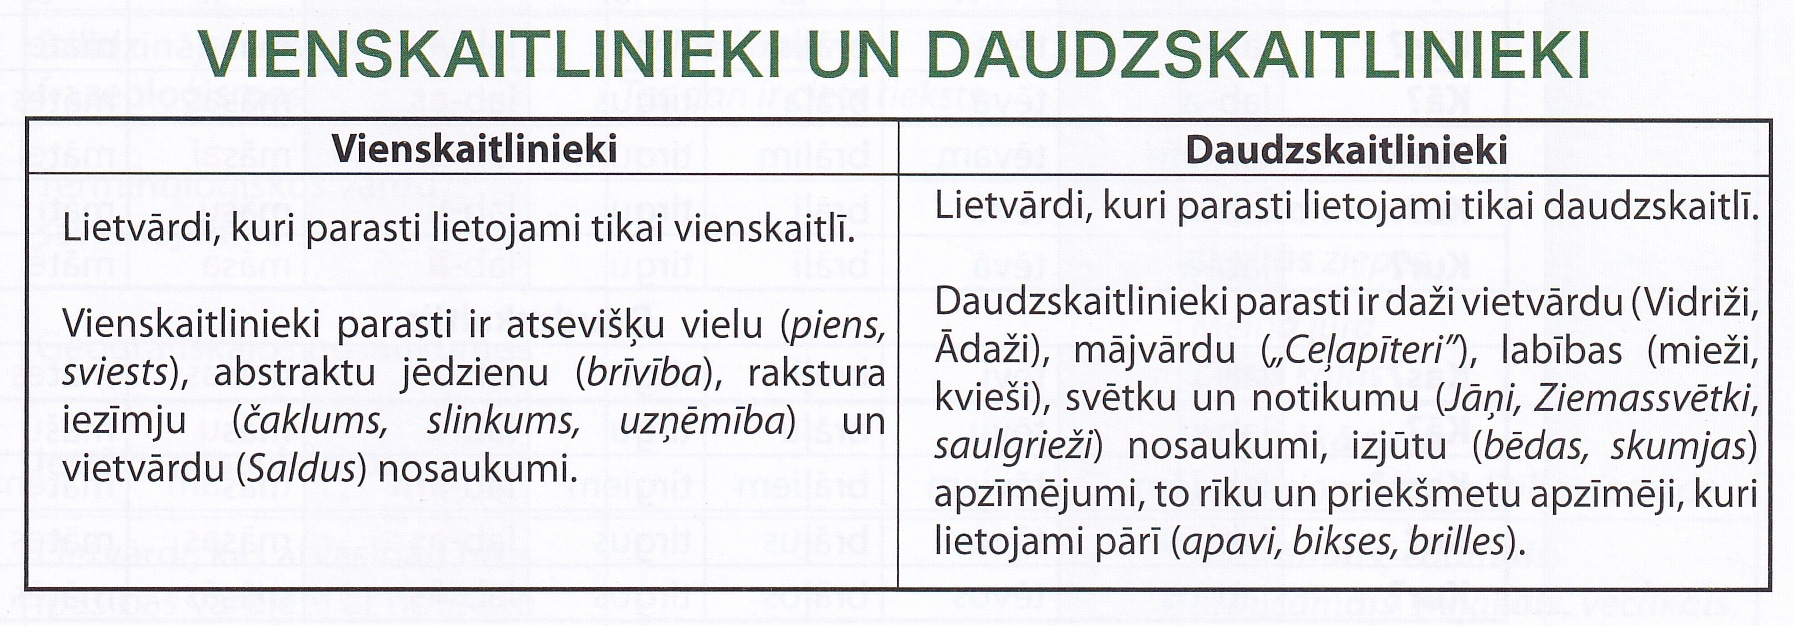 VIENSKAITLINIEKI UN DAUDZSKAITLINIEKI
Vienskaitlinieki
Lietvārdi, kuri parasti lietojami tikai vienskaitlī.
Vienskaitlinieki parasti ir atsevišķu vielu (piens,
sviests), abstraktu jēdzienu (brīvība), rakstura
iezīmju (čaklums, slinkums, uzņēmība) un
vietvārdu (Saldus) nosaukumi.
Daudzskaitlinieki
Lietvārdi, kuri parasti lietojami tikai daudzskaitlī.
Daudzskaitlinieki parasti ir daži vietvārdu (Vidriži,
Ādaži), mājvārdu („Ceļapīteri”), labības (mieži,
kvieši), svētku un notikumu (Jāņi, Ziemassvētki,
saulgrieži) nosaukumi, izjūtu (bēdas, skumjas)
apzīmējumi, to rīku un priekšmetu apzīmēji, kuri
lietojami pārī (apavi, bikses, brilles).